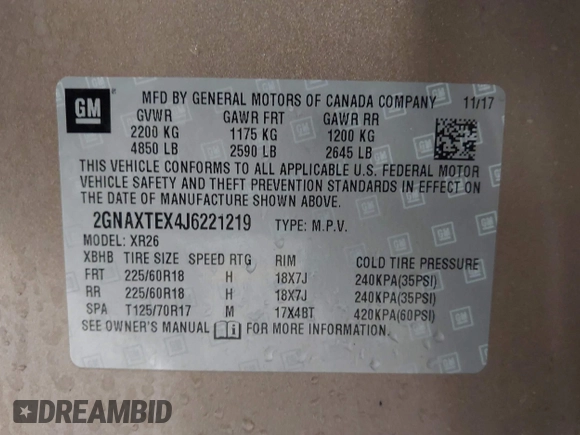 GM
MFD BY GENERAL MOTORS OF CANADA COMPANY 11/17
GVWR GAWR FRT GAWR RR
2200 KG 1175 KG 1200 KG
4850 LB 2590 LB 2645 LB
THIS VEHICLE CONFORMS TO ALL APPLICABLE U.S. FEDERAL MOTOR
VEHICLE SAFETY AND THEFT PREVENTION STANDARDS IN EFFECT ON
THE DATE OF MANUFACTURE SHOWN ABOVE.
2GNAXTEX4J6221219 TYPE: M.P.V.
MODEL: XR26
XBHB TIRE SIZE SPEED RTG RIM COLD TIRE PRESSURE
FRT 225/60R18 H 18X7J 240KPA(35PSI)
RR 225/60R18 H 18X7J 240KPA(35PSI)
SPA T125/70R17 M 17X4BT 420KPA(60PSI)
SEE OWNER'S MANUAL FOR MORE INFORMATION.
DREAMBID